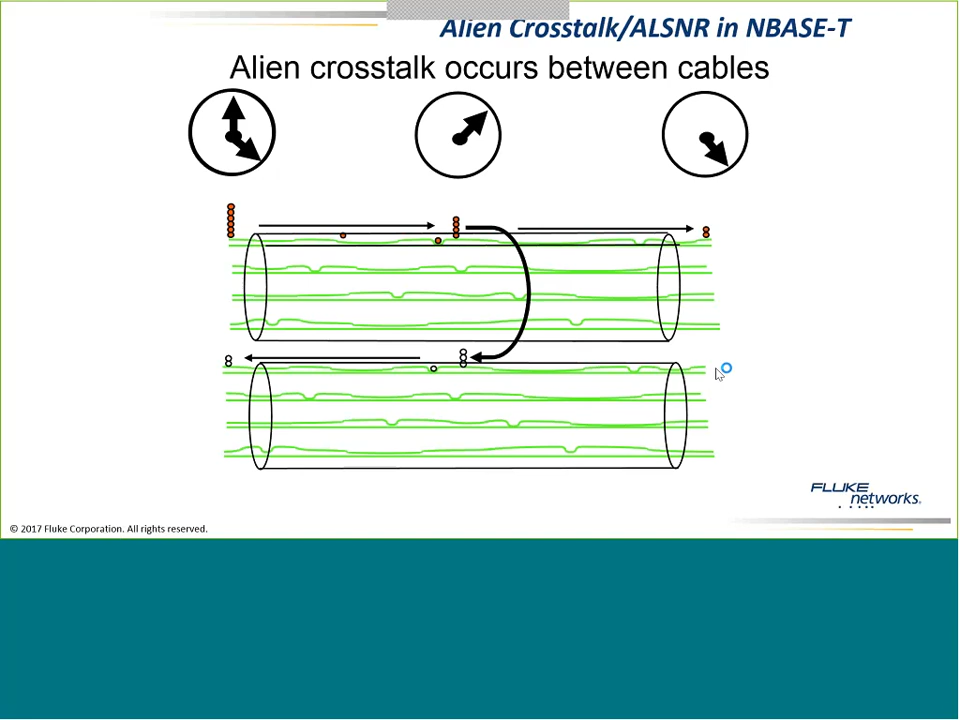 Alien Crosstalk/ALSNR in NBASE-T
Alien crosstalk occurs between cables
FLUKE
networks.
© 2017 Fluke Corporation. All rights reserved.